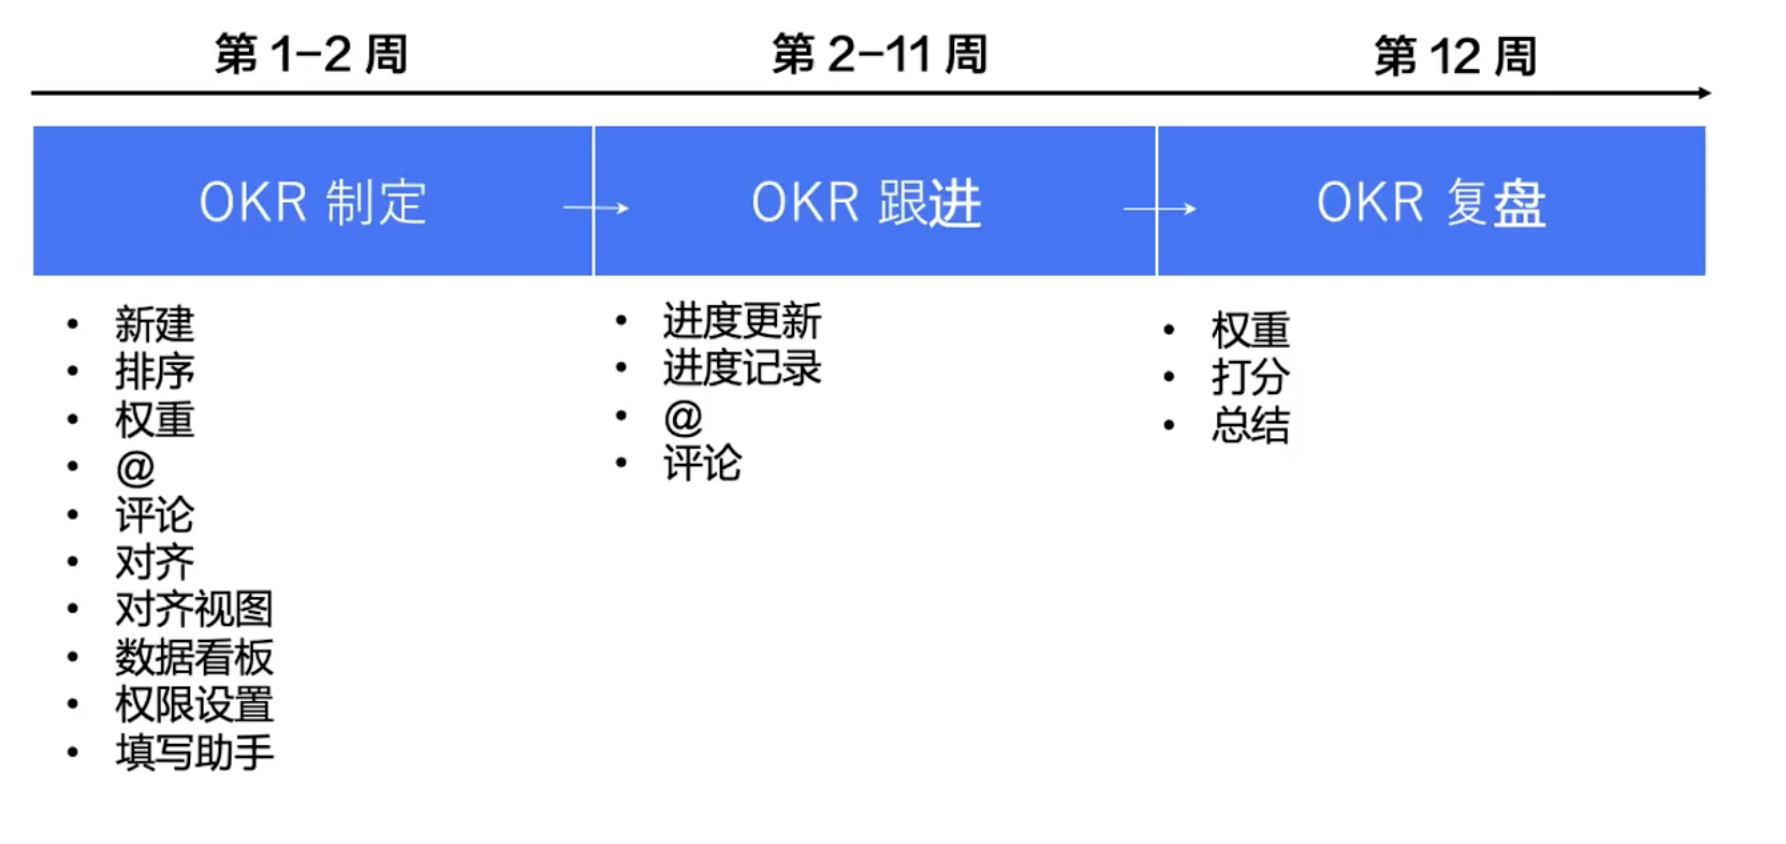 第 1–2 周
第 2–11 周
第 12 周
OKR 制定
OKR 跟进
OKR 复盘
• 新建
• 排序
• 权重
• @
• 评论
• 对齐
• 对齐视图
• 数据看板
• 权限设置
• 填写助手
• 进度更新
• 进度记录
• @
• 评论
• 权重
• 打分
• 总结